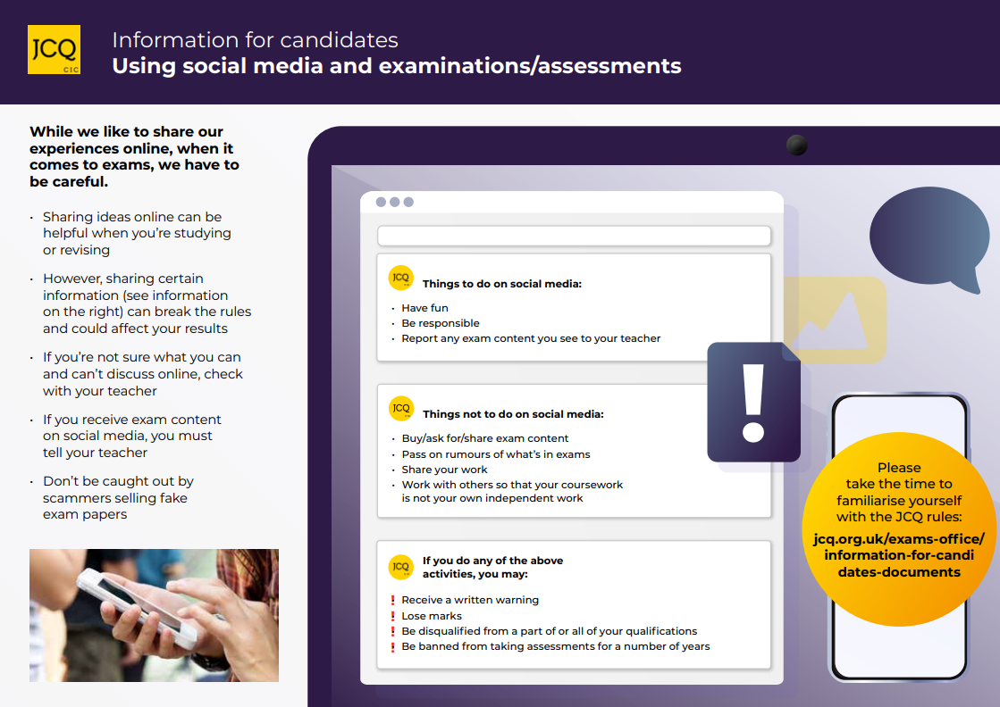 JCQ
CIC
Information for candidates
Using social media and examinations/assessments
While we like to share our
experiences online, when it
comes to exams, we have to
be careful.
• Sharing ideas online can be
helpful when you're studying
or revising
• However, sharing certain
information (see information
on the right) can break the rules
and could affect your results
• If you're not sure what you can
and can't discuss online, check
with your teacher
• If you receive exam content
on social media, you must
tell your teacher
• Don't be caught out by
scammers selling fake
exam papers
JCQ
CIC
Things to do on social media:
• Have fun
• Be responsible
• Report any exam content you see to your teacher
JCQ
CIC
Things not to do on social media:
• Buy/ask for/share exam content
• Pass on rumours of what's in exams
• Share your work
• Work with others so that your coursework
is not your own independent work
JCQ
CIC
If you do any of the above
activities, you may:
! Receive a written warning
! Lose marks
! Be disqualified from a part of or all of your qualifications
! Be banned from taking assessments for a number of years
!
Please
take the time to
familiarise yourself
with the JCQ rules:
jcq.org.uk/exams-office/
information-for-candi
dates-documents